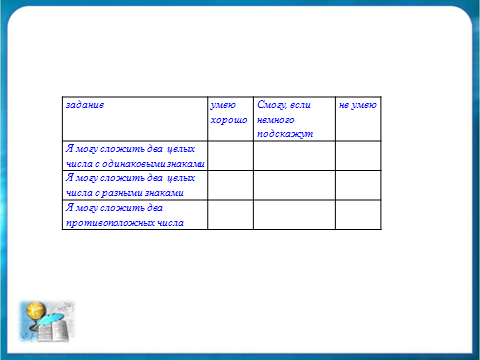 задание
умею
хорошо
Смогу, если
немного
подскажут
не умею
Я могу сложить два целых
числа с одинаковыми знаками
Я могу сложить два целых
числа с разными знаками
Я могу сложить два
противоположных числа